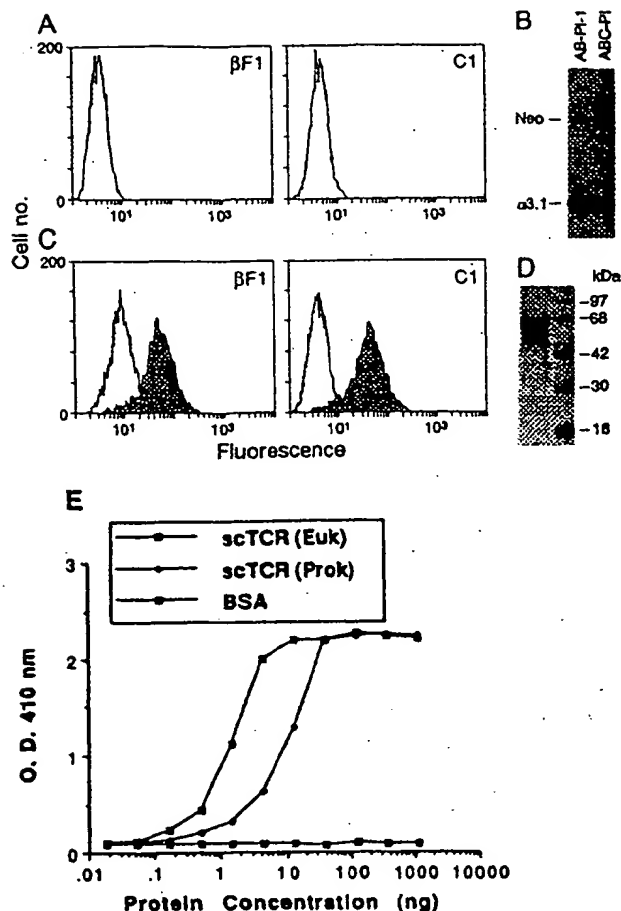 A
B
AB-PI-1
ABC-PI
200
βF1
C1
Neo
0
10¹
10³
10¹
10³
α3.1
Cell no.
C
D
kDa
200
βF1
C1
-97
-68
-42
-30
0
10¹
10³
10¹
10³
Fluorescence
E
scTCR (Euk)
scTCR (Prok)
BSA
3
2
1
0
O. D. 410 nm
.01
.1
1
10
100
1000
10000
Protein Concentration (ng)